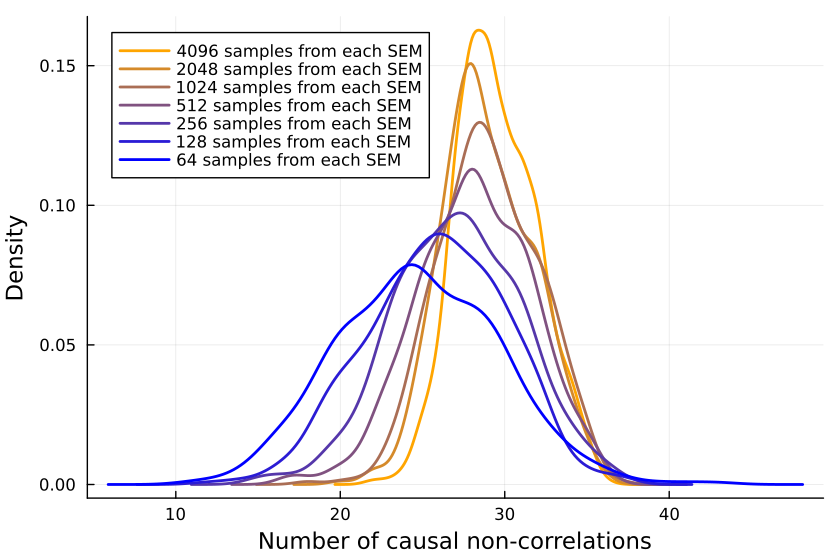 4096 samples from each SEM
2048 samples from each SEM
1024 samples from each SEM
512 samples from each SEM
256 samples from each SEM
128 samples from each SEM
64 samples from each SEM
0.15
0.10
0.05
0.00
Density
10 20 30 40
Number of causal non-correlations